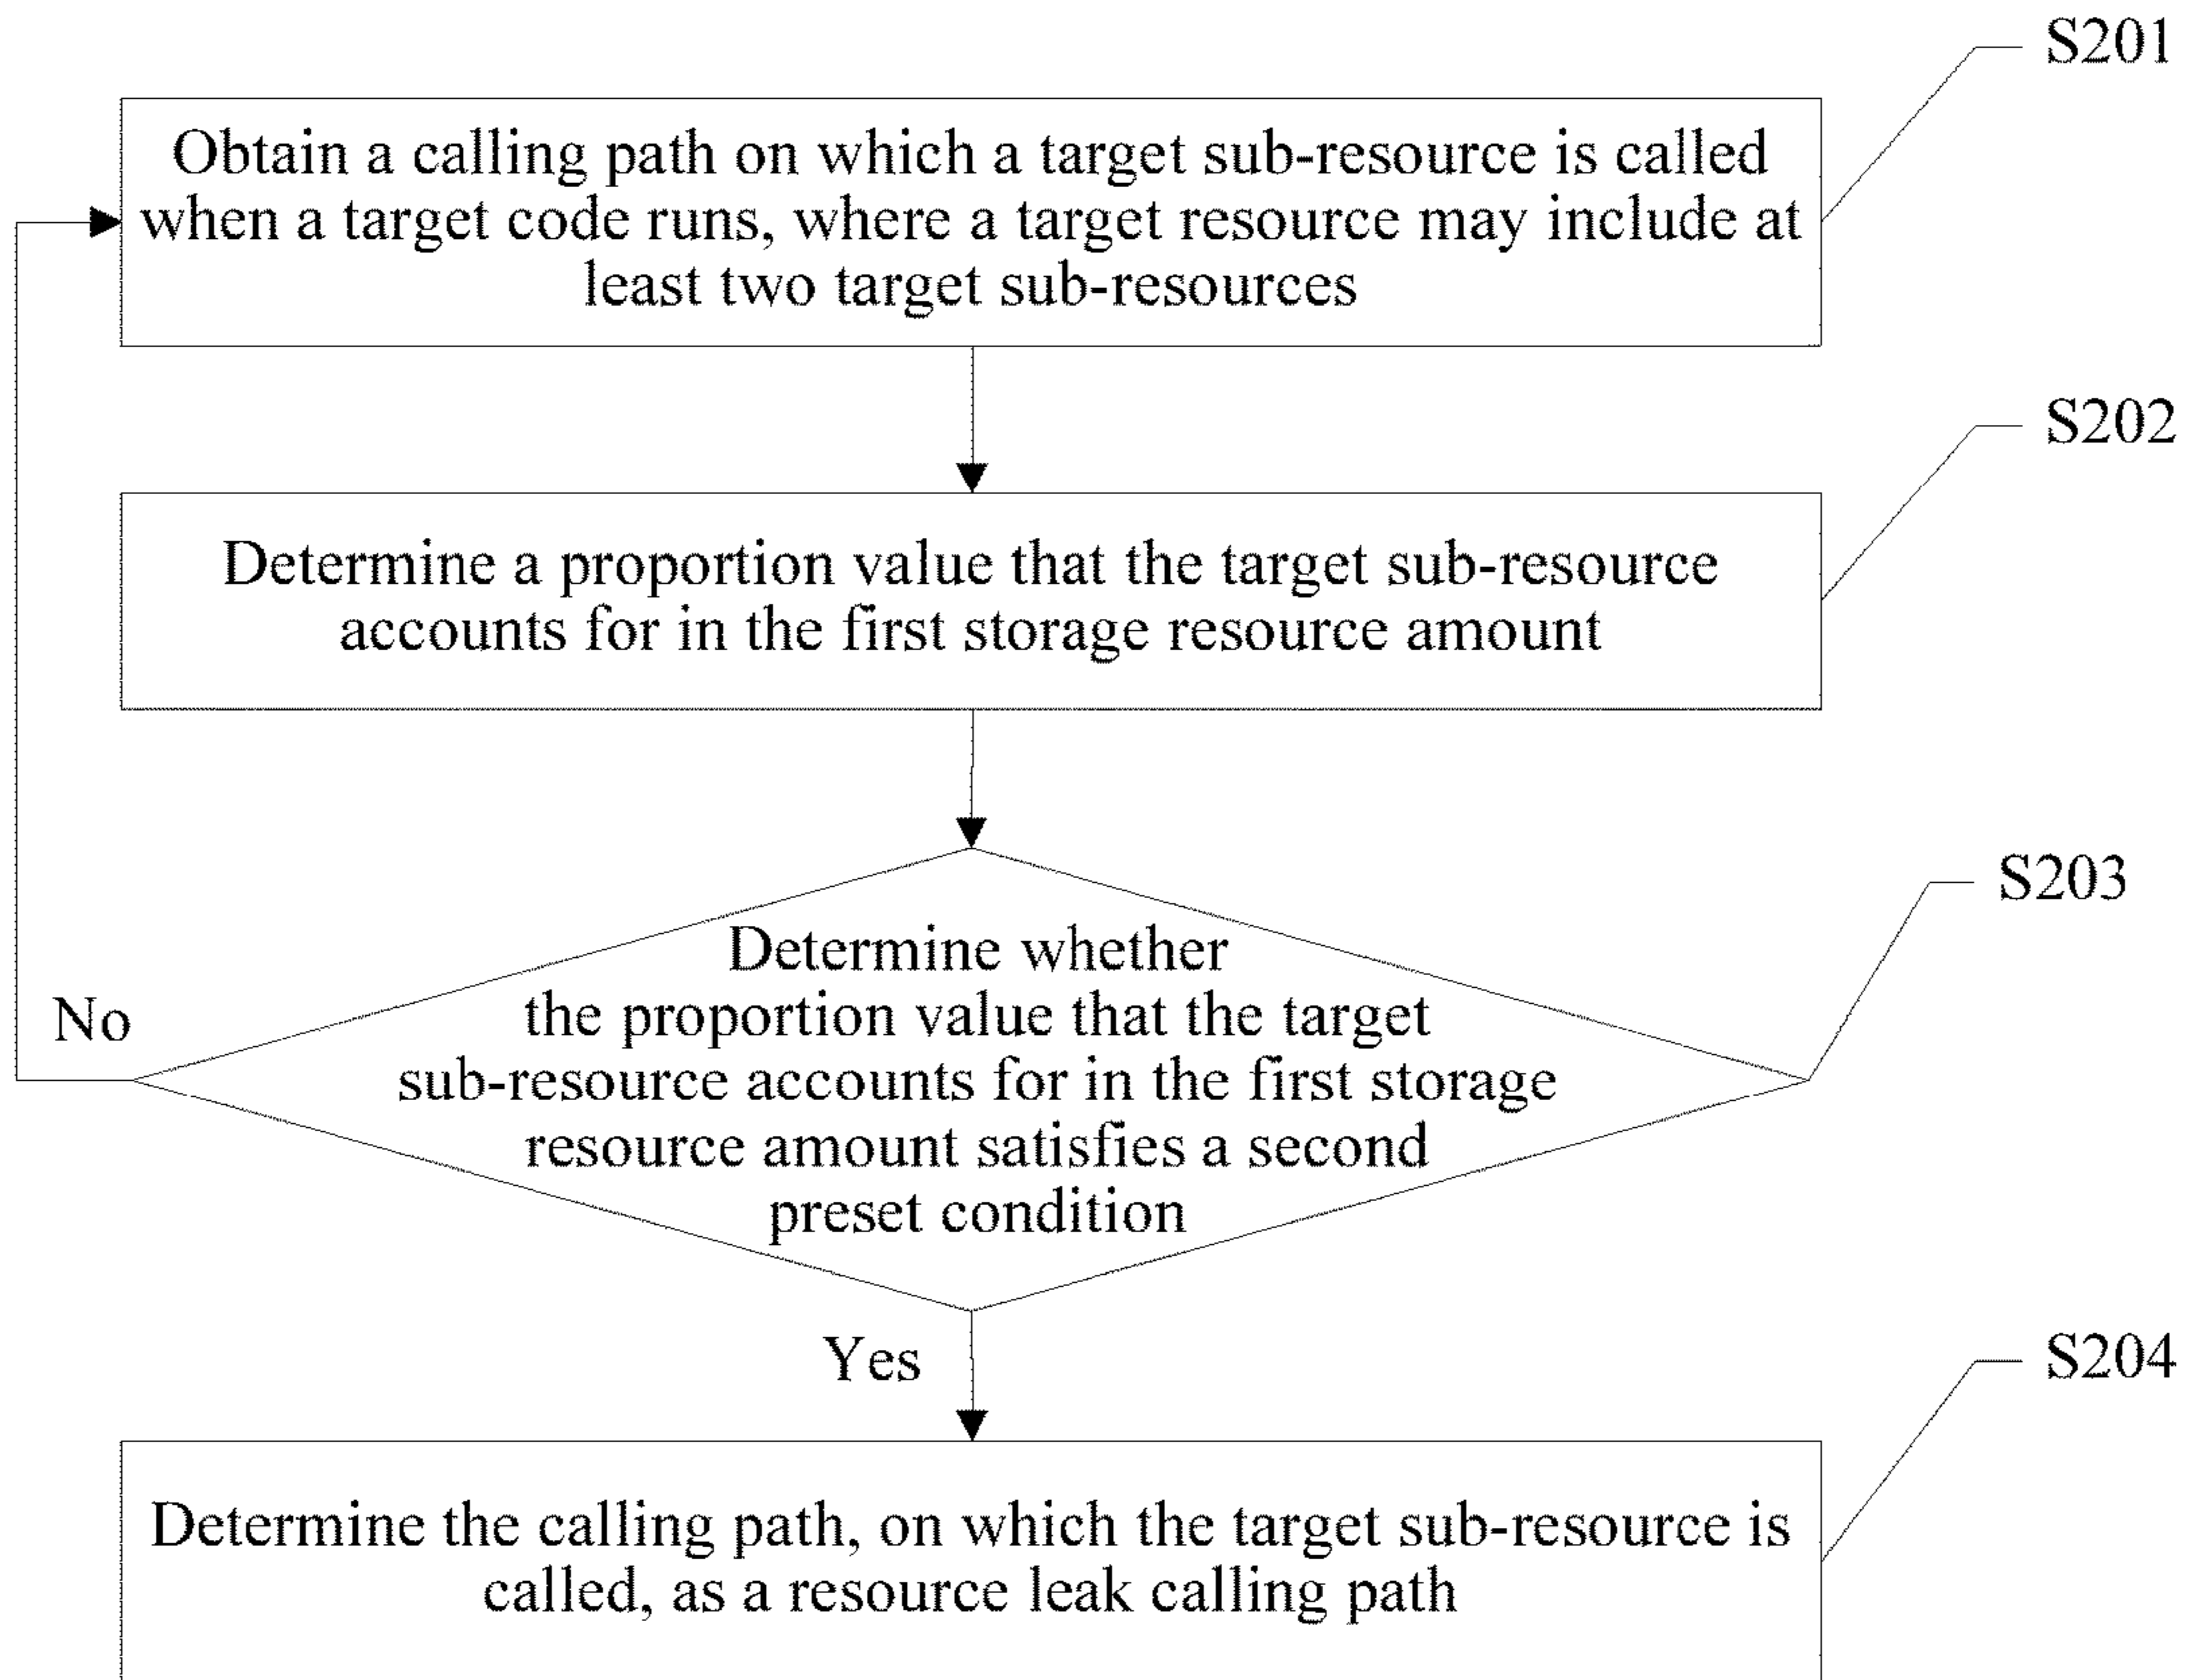 S201
Obtain a calling path on which a target sub-resource is called
when a target code runs, where a target resource may include at
least two target sub-resources
S202
Determine a proportion value that the target sub-resource
accounts for in the first storage resource amount
S203
Determine whether
the proportion value that the target
sub-resource accounts for in the first storage
resource amount satisfies a second
preset condition
No
Yes
S204
Determine the calling path, on which the target sub-resource is
called, as a resource leak calling path